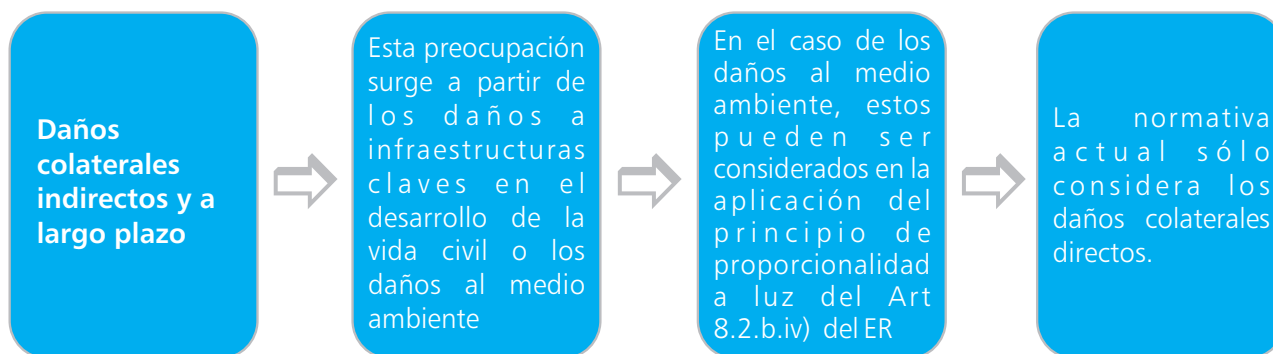 Daños
colaterales
indirectos y a
largo plazo
Esta preocupación
surge a partir de
los daños a
infraestructuras
claves en el
desarrollo de la
vida civil o los
daños al medio
ambiente
En el caso de los
daños al medio
ambiente, estos
pueden ser
considerados en la
aplicación del
principio de
proporcionalidad
a luz del Art
8.2.b.iv) del ER
La normativa
actual sólo
considera los
daños colaterales
directos.